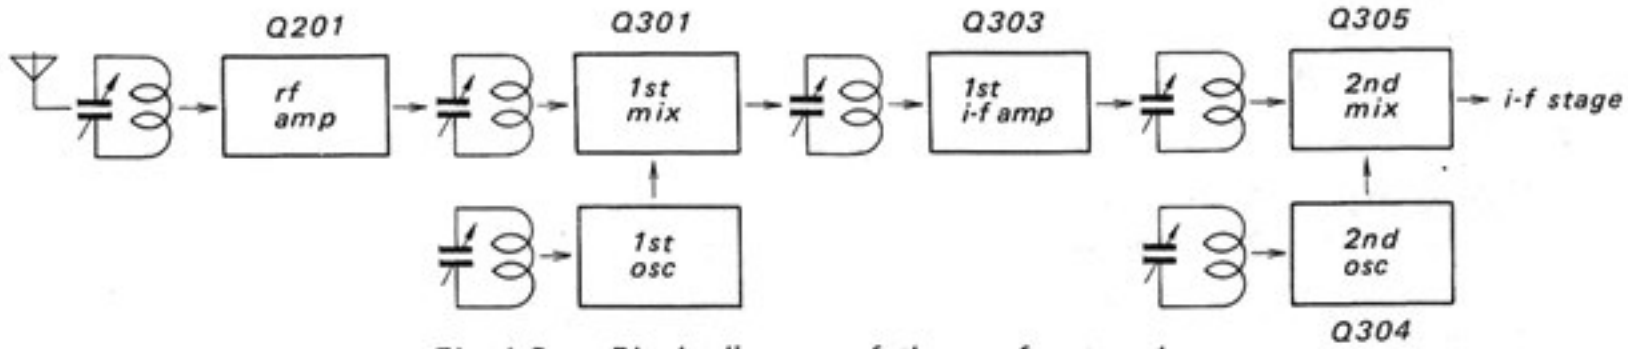 Q201
Q301
Q303
Q305
rf
amp
1st
mix
1st
i-f amp
2nd
mix
i-f stage
1st
osc
2nd
osc
Q304